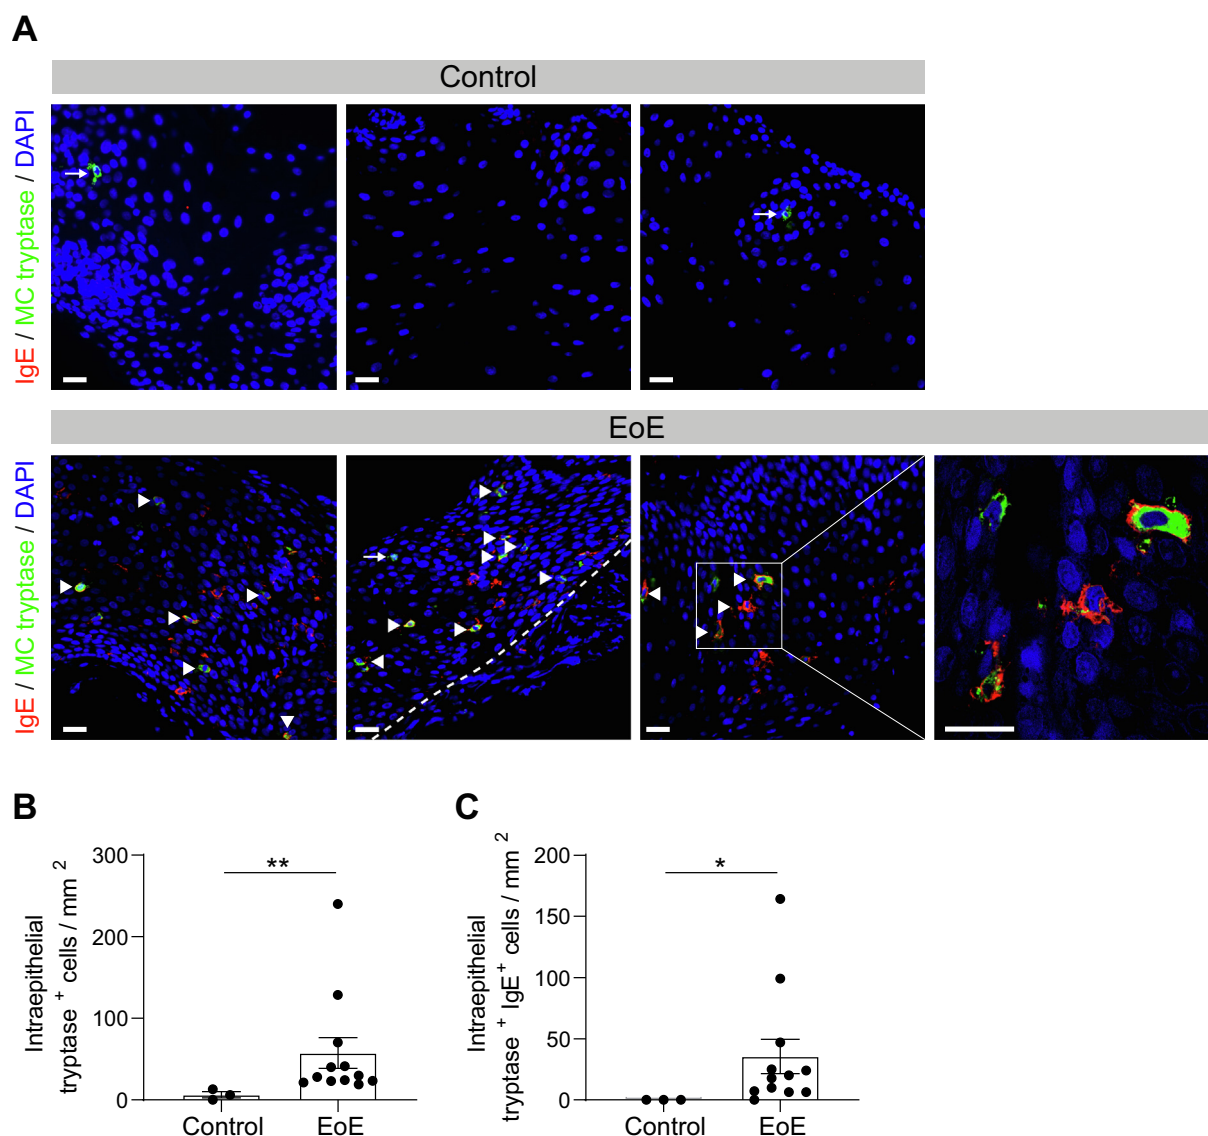 A
Control
IgE / MC tryptase / DAPI
EoE
IgE / MC tryptase / DAPI
B
Intraepithelial
tryptase + cells / mm 2
300
200
100
0
**
Control
EoE
C
Intraepithelial
tryptase + IgE+ cells / mm 2
200
150
100
50
0
*
Control
EoE